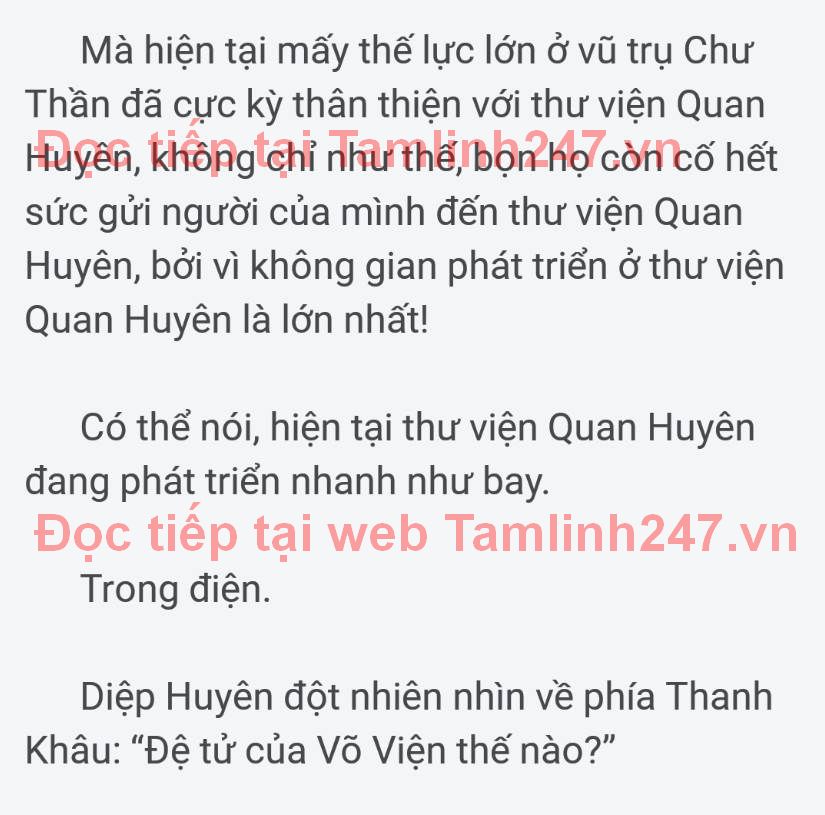 Mà hiện tại mấy thế lực lớn ở vũ trụ Chư
Thần đã cực kỳ thân thiện với thư viện Quan
Đọc tiếp tại Tamlinh247.vn
Huyên, không chỉ như thế, bọn họ còn cố hết
sức gửi người của mình đến thư viện Quan
Huyên, bởi vì không gian phát triển ở thư viện
Quan Huyên là lớn nhất!
Có thể nói, hiện tại thư viện Quan Huyên
đang phát triển nhanh như bay.
Đọc tiếp tại web Tamlinh247.vn
Trong điện.
Diệp Huyên đột nhiên nhìn về phía Thanh
Khâu: “Đệ tử của Võ Viện thế nào?”